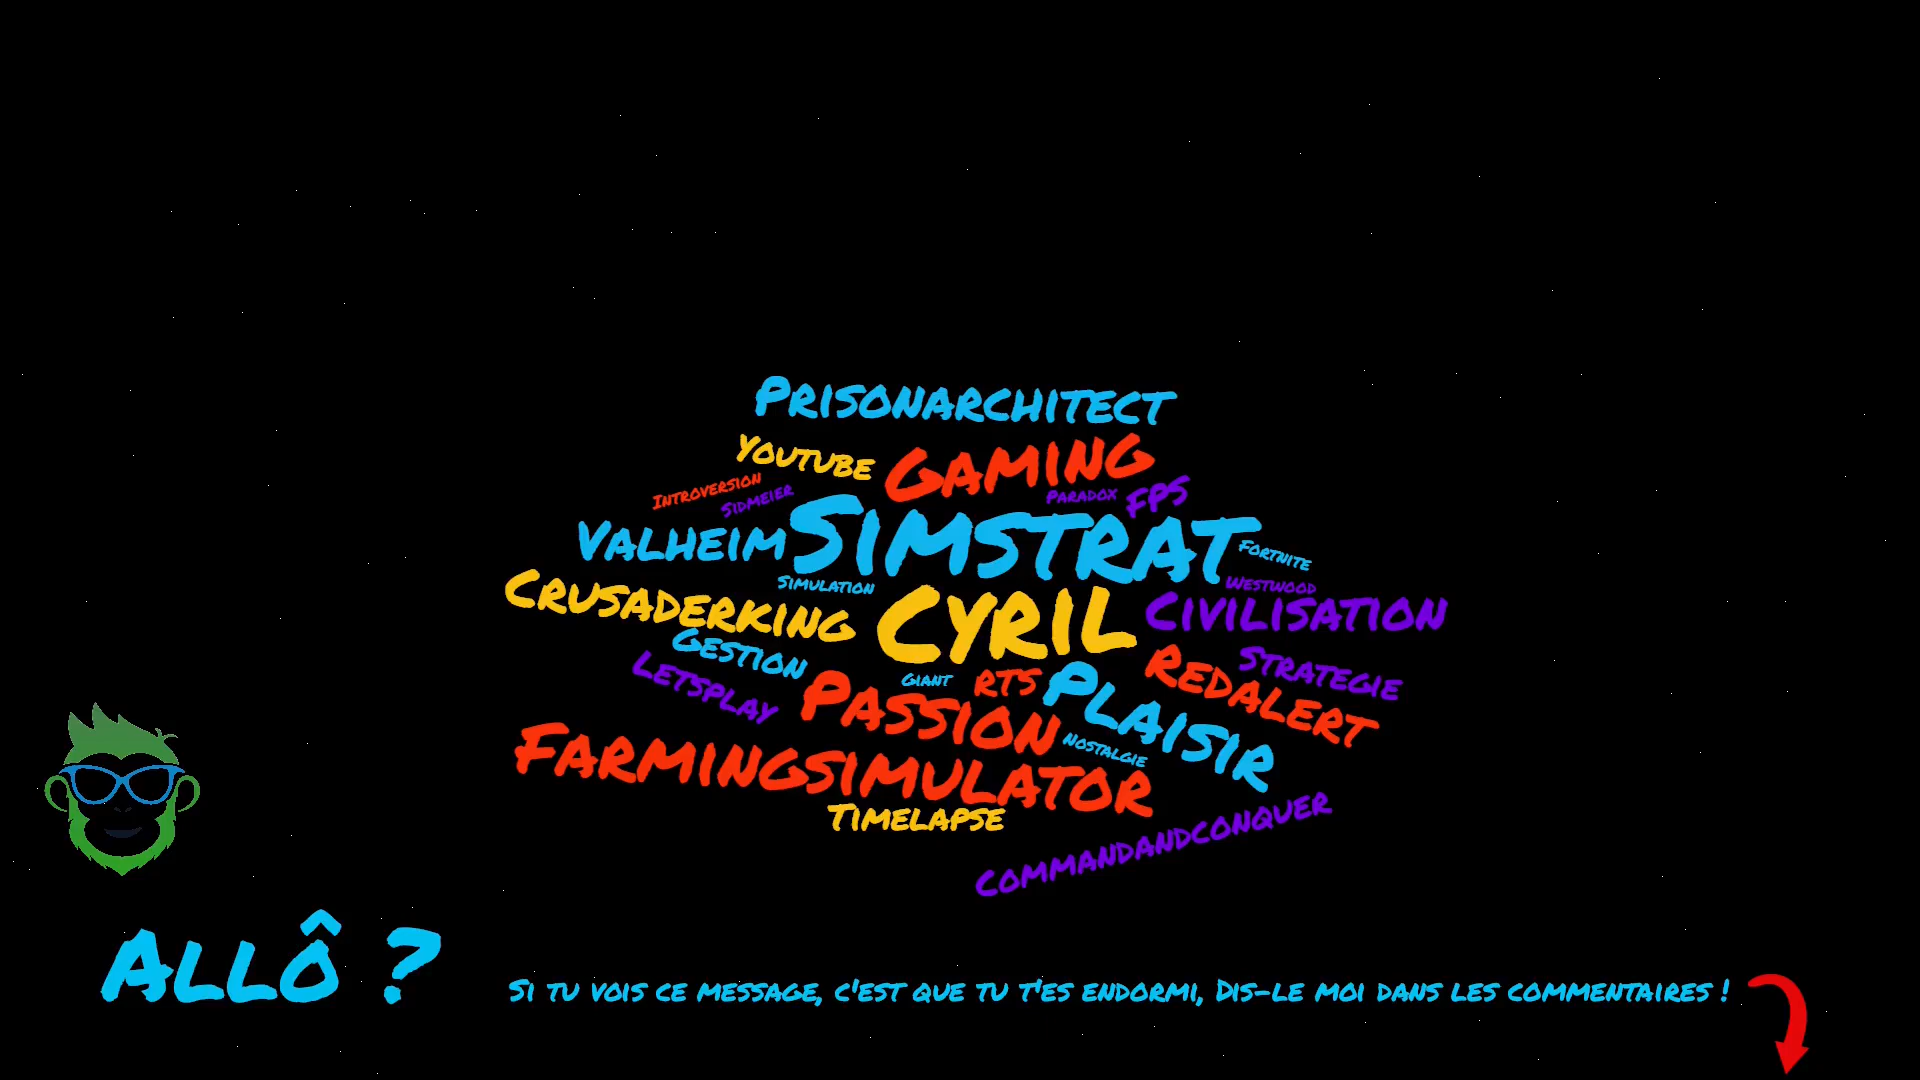 Prisonarchitect
Youtube
Gaming
Introversion
Sidmeier
Paradox
FPS
Valheim
Simstrat
Fortnite
Simulation
Westwood
Crusaderking
Cyril
Civilisation
Gestion
Strategie
Letsplay
Giant
RTS
Redalert
Passion
Plaisir
Nostalgie
Farmingsimulator
Timelapse
Commandandconquer
Allô ?
Si tu vois ce message, c'est que tu t'es endormi, Dis-le moi dans les commentaires !